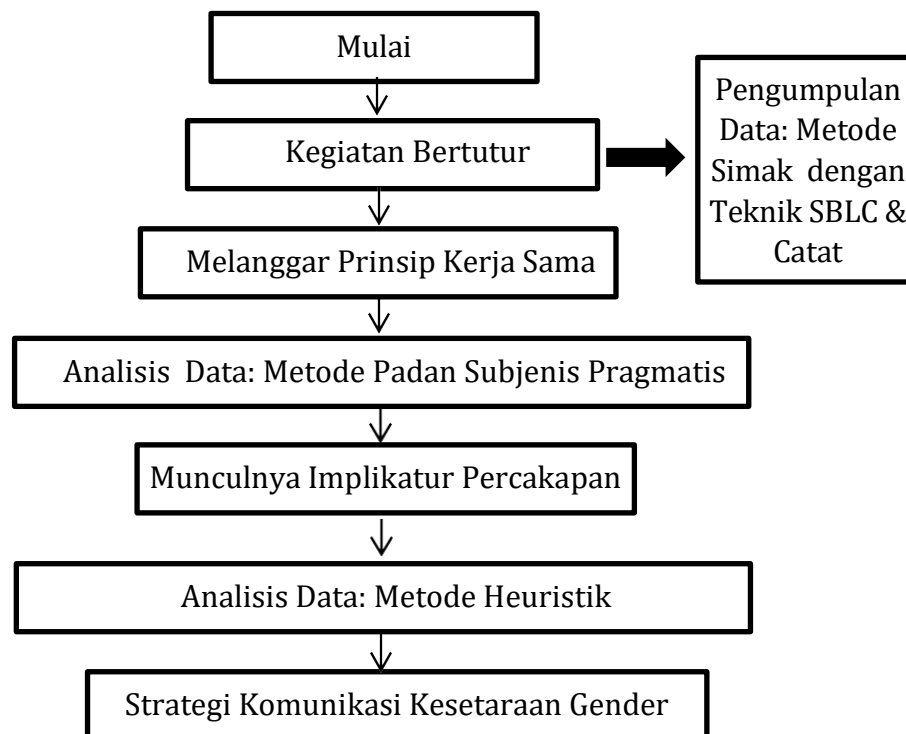 Mulai
Kegiatan Bertutur
Pengumpulan
Data: Metode
Simak dengan
Teknik SBLC &
Catat
Melanggar Prinsip Kerja Sama
Analisis Data: Metode Padan Subjenis Pragmatis
Munculnya Implikatur Percakapan
Analisis Data: Metode Heuristik
Strategi Komunikasi Kesetaraan Gender